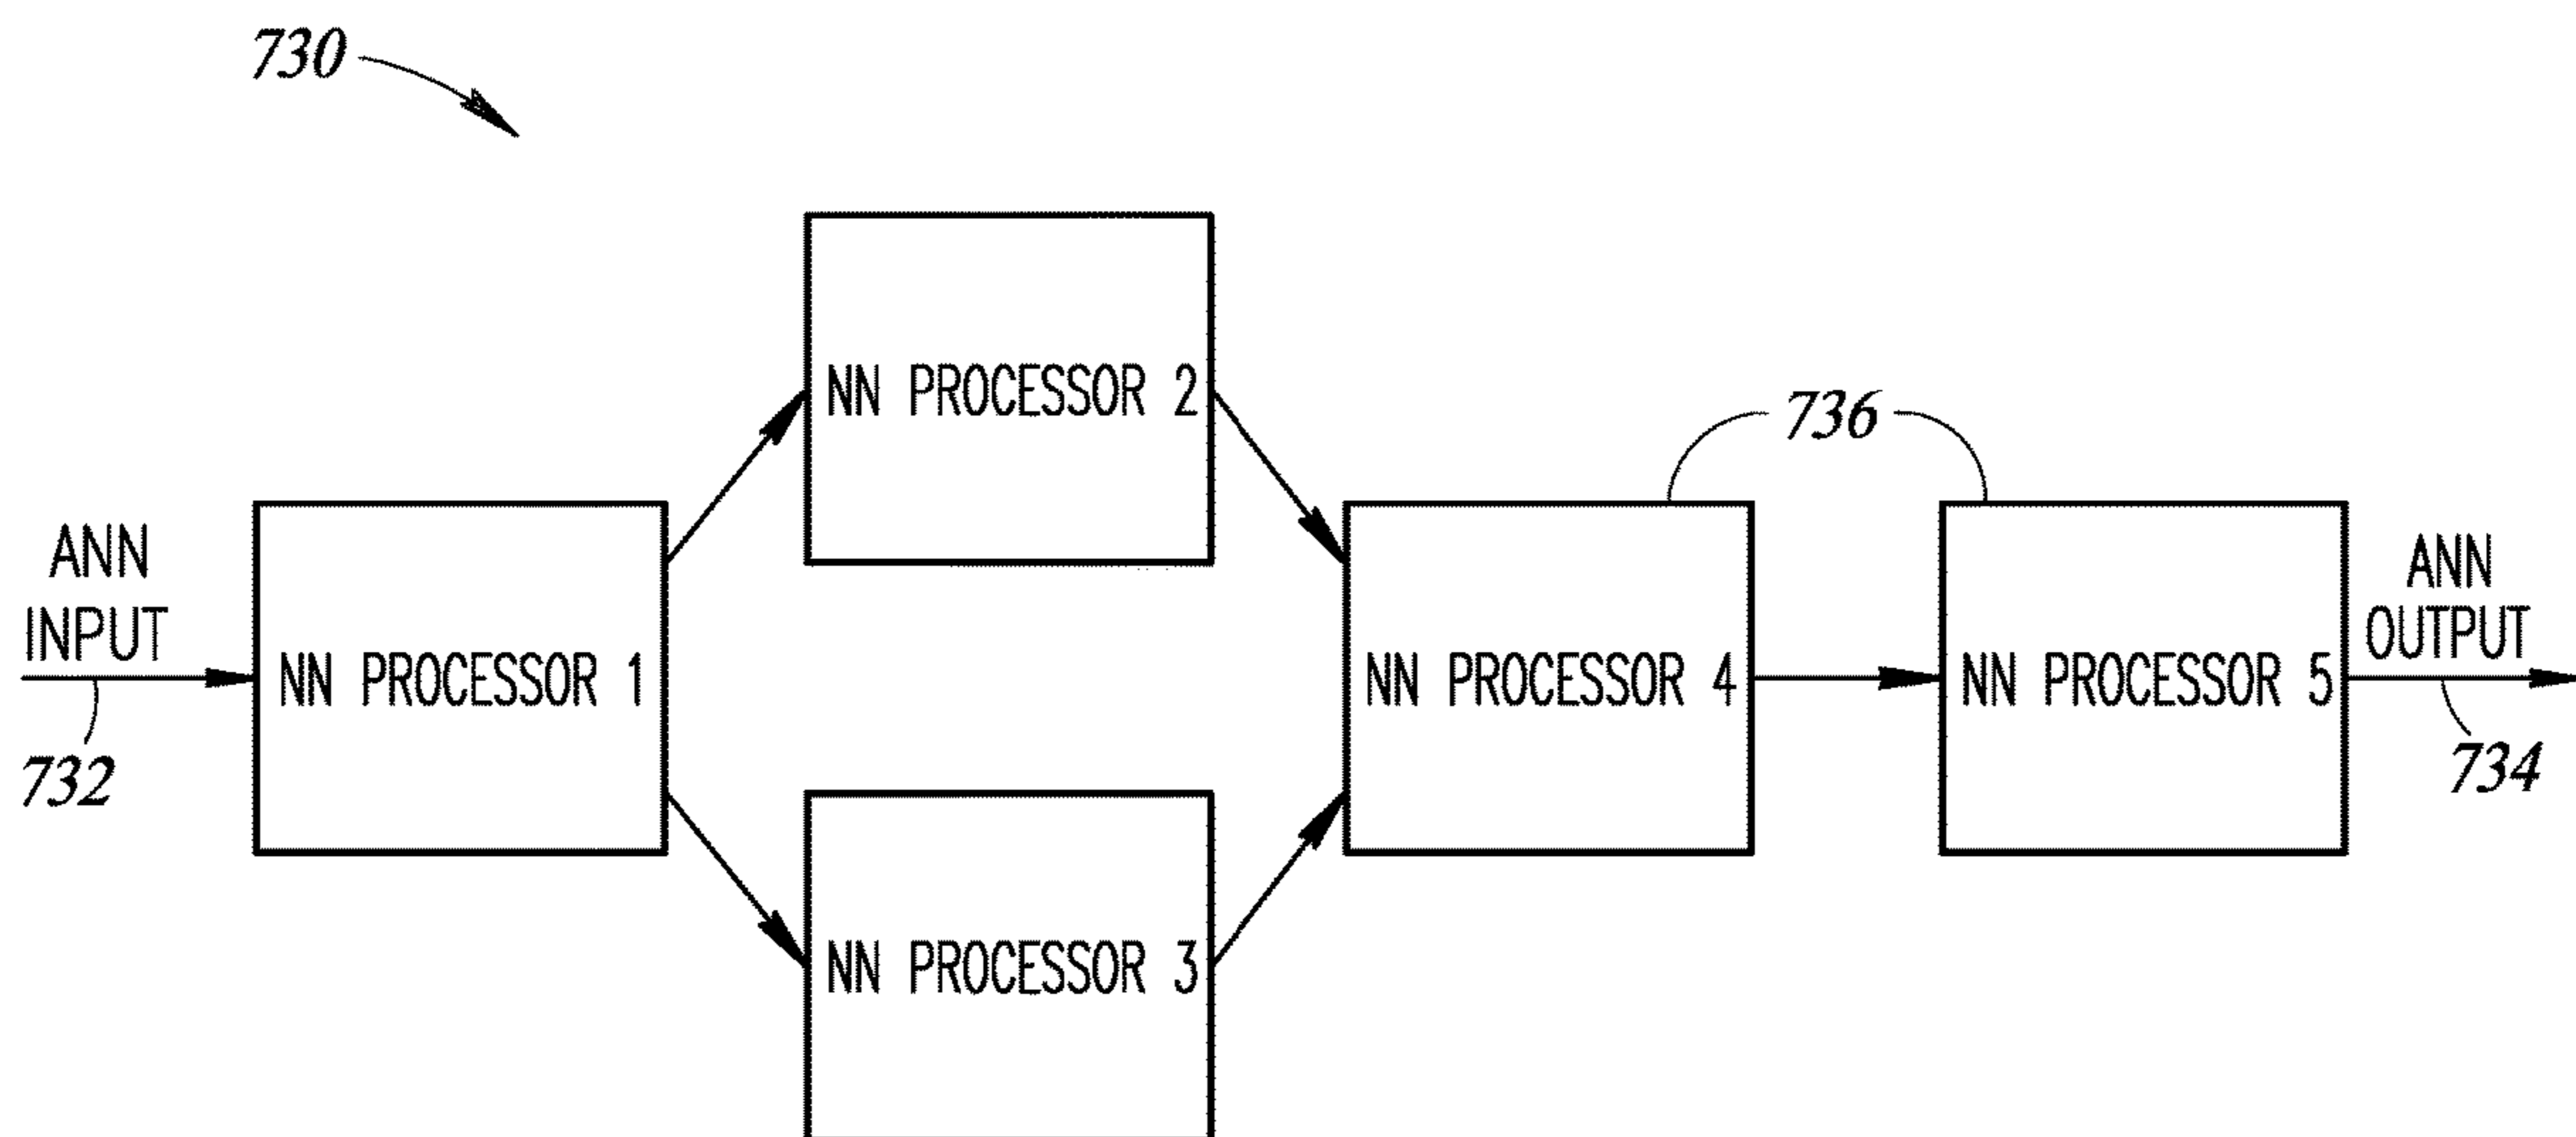 730
NN PROCESSOR 2
736
ANN
INPUT
732
NN PROCESSOR 1
NN PROCESSOR 4
NN PROCESSOR 5
ANN
OUTPUT
734
NN PROCESSOR 3